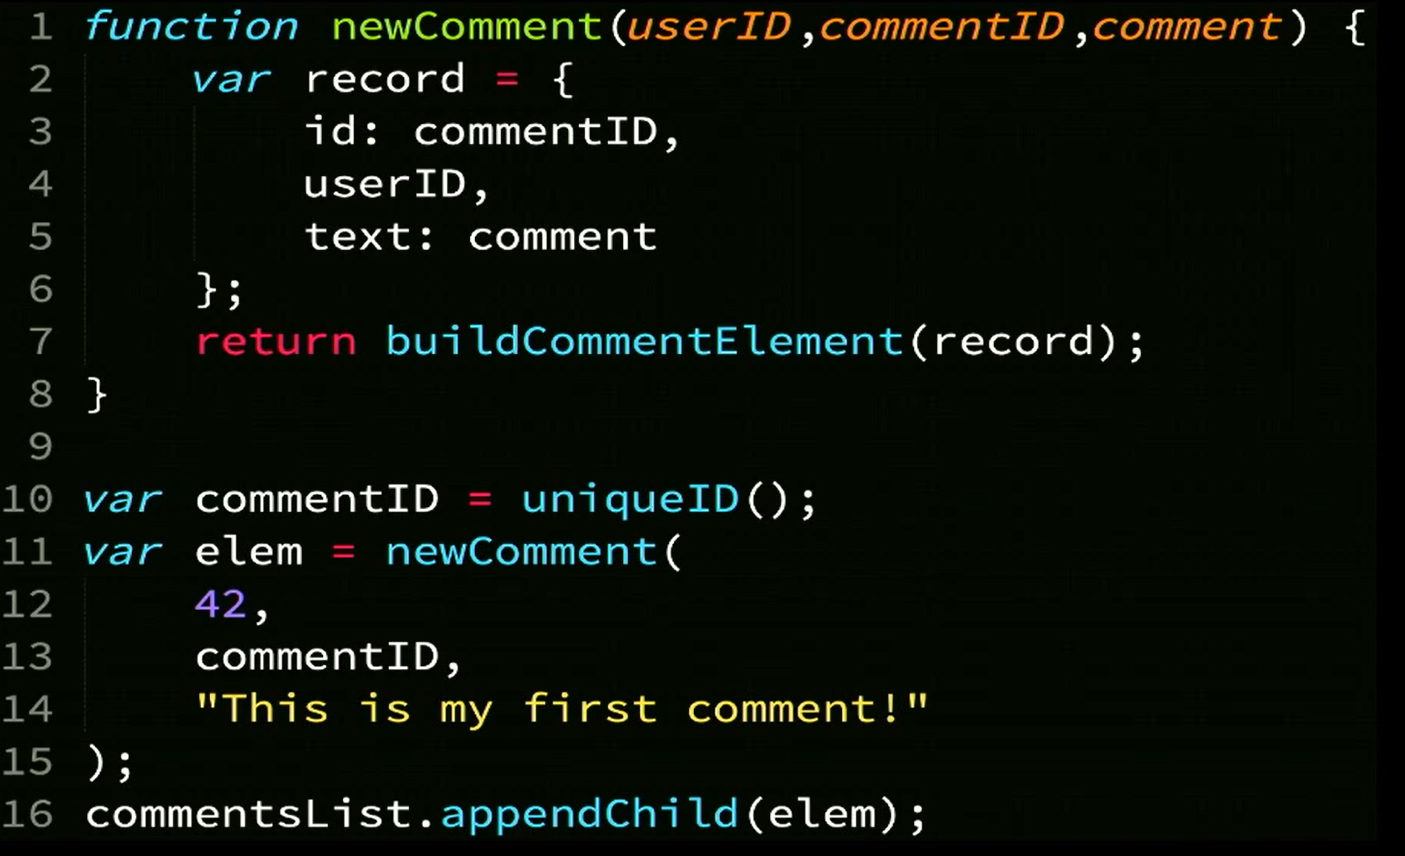 1 function newComment(userID,commentID,comment) {
2 var record = {
3 id: commentID,
4 userID,
5 text: comment
6 };
7 return buildCommentElement(record);
8 }
9
10 var commentID = uniqueID();
11 var elem = newComment(
12 42,
13 commentID,
14 "This is my first comment!"
15 );
16 commentsList.appendChild(elem);